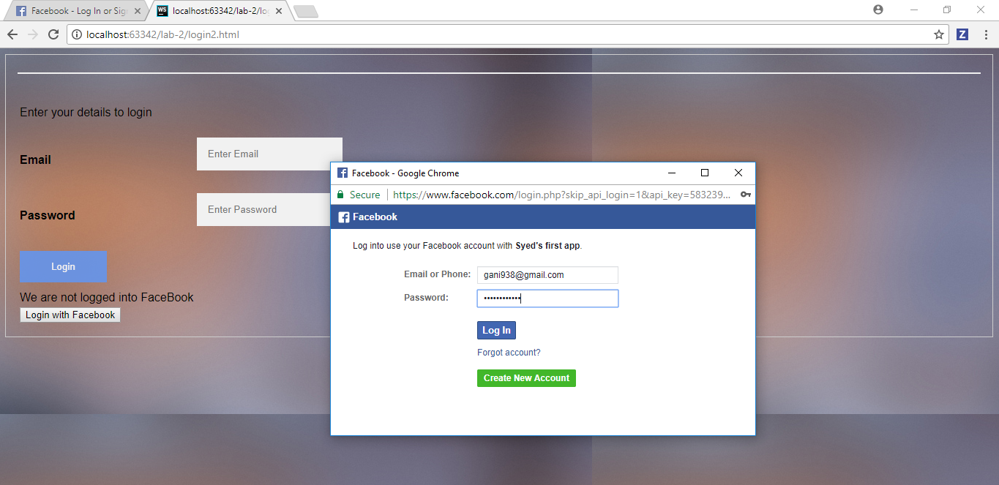 Facebook - Log In or Sig
WS localhost:63342/lab-2/lo
localhost:63342/lab-2/login2.html
Z
Enter your details to login
Email
Enter Email
Password
Enter Password
Login
We are not logged into FaceBook
Login with Facebook
Facebook - Google Chrome
Secure https://www.facebook.com/login.php?skip_api_login=1&api_key=583239...
Facebook
Log into use your Facebook account with Syed's first app.
Email or Phone: gani938@gmail.com
Password: ••••••••••••
Log In
Forgot account?
Create New Account